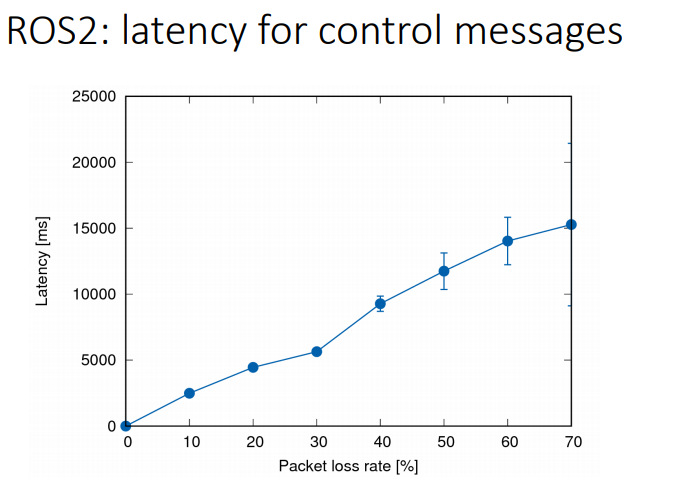 ROS2: latency for control messages
25000
20000
15000
10000
5000
0
Latency [ms]
0 10 20 30 40 50 60 70
Packet loss rate [%]